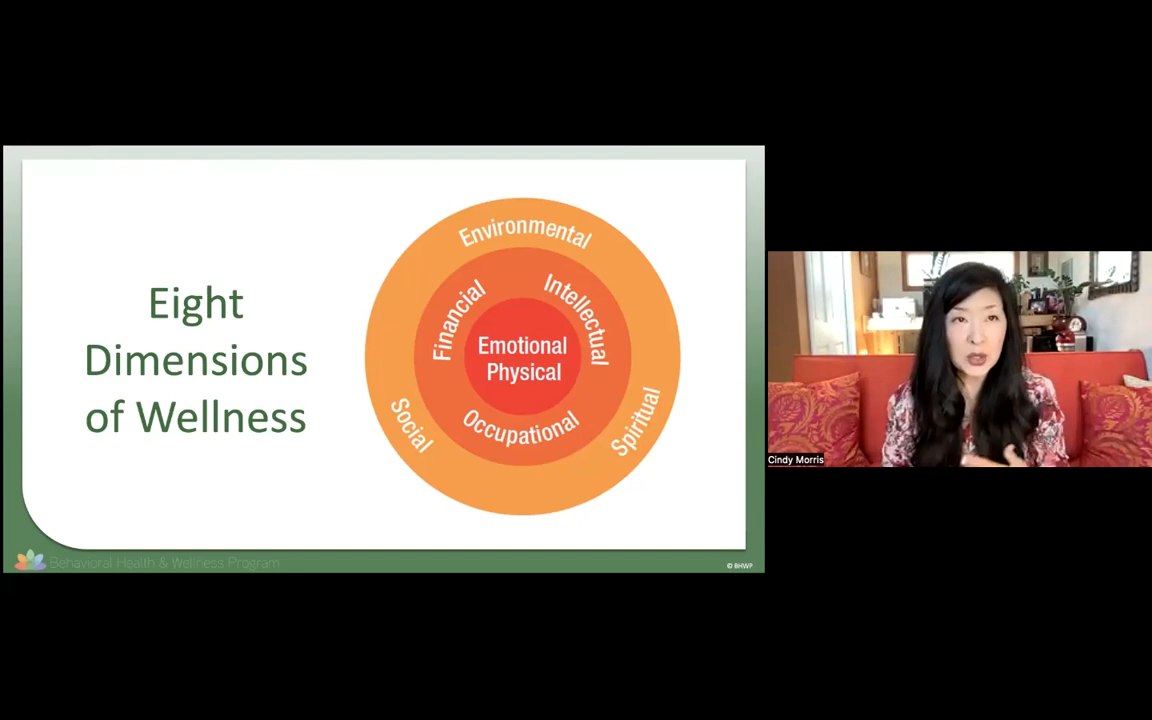 Eight
Dimensions
of Wellness
Environmental
Financial
Intellectual
Emotional
Physical
Occupational
Social
Spiritual
Behavioral Health & Wellness Program
© BHWP
Cindy Morris